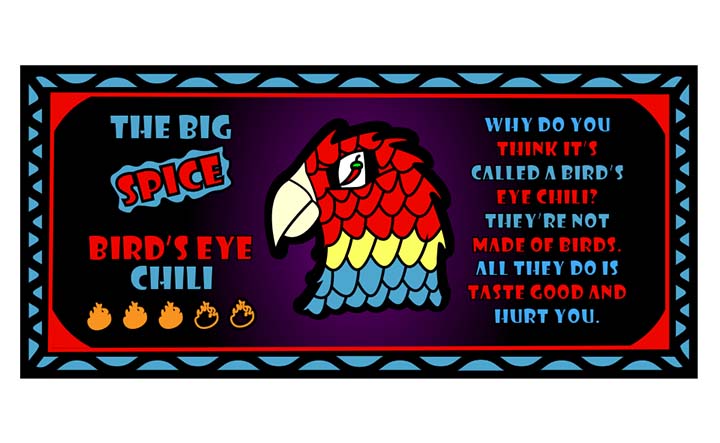 THE BIG
SPICE
BIRD'S EYE
CHILI
WHY DO YOU
THINK IT'S
CALLED A BIRD'S
EYE CHILI?
THEY'RE NOT
MADE OF BIRDS.
ALL THEY DO IS
TASTE GOOD AND
HURT YOU.